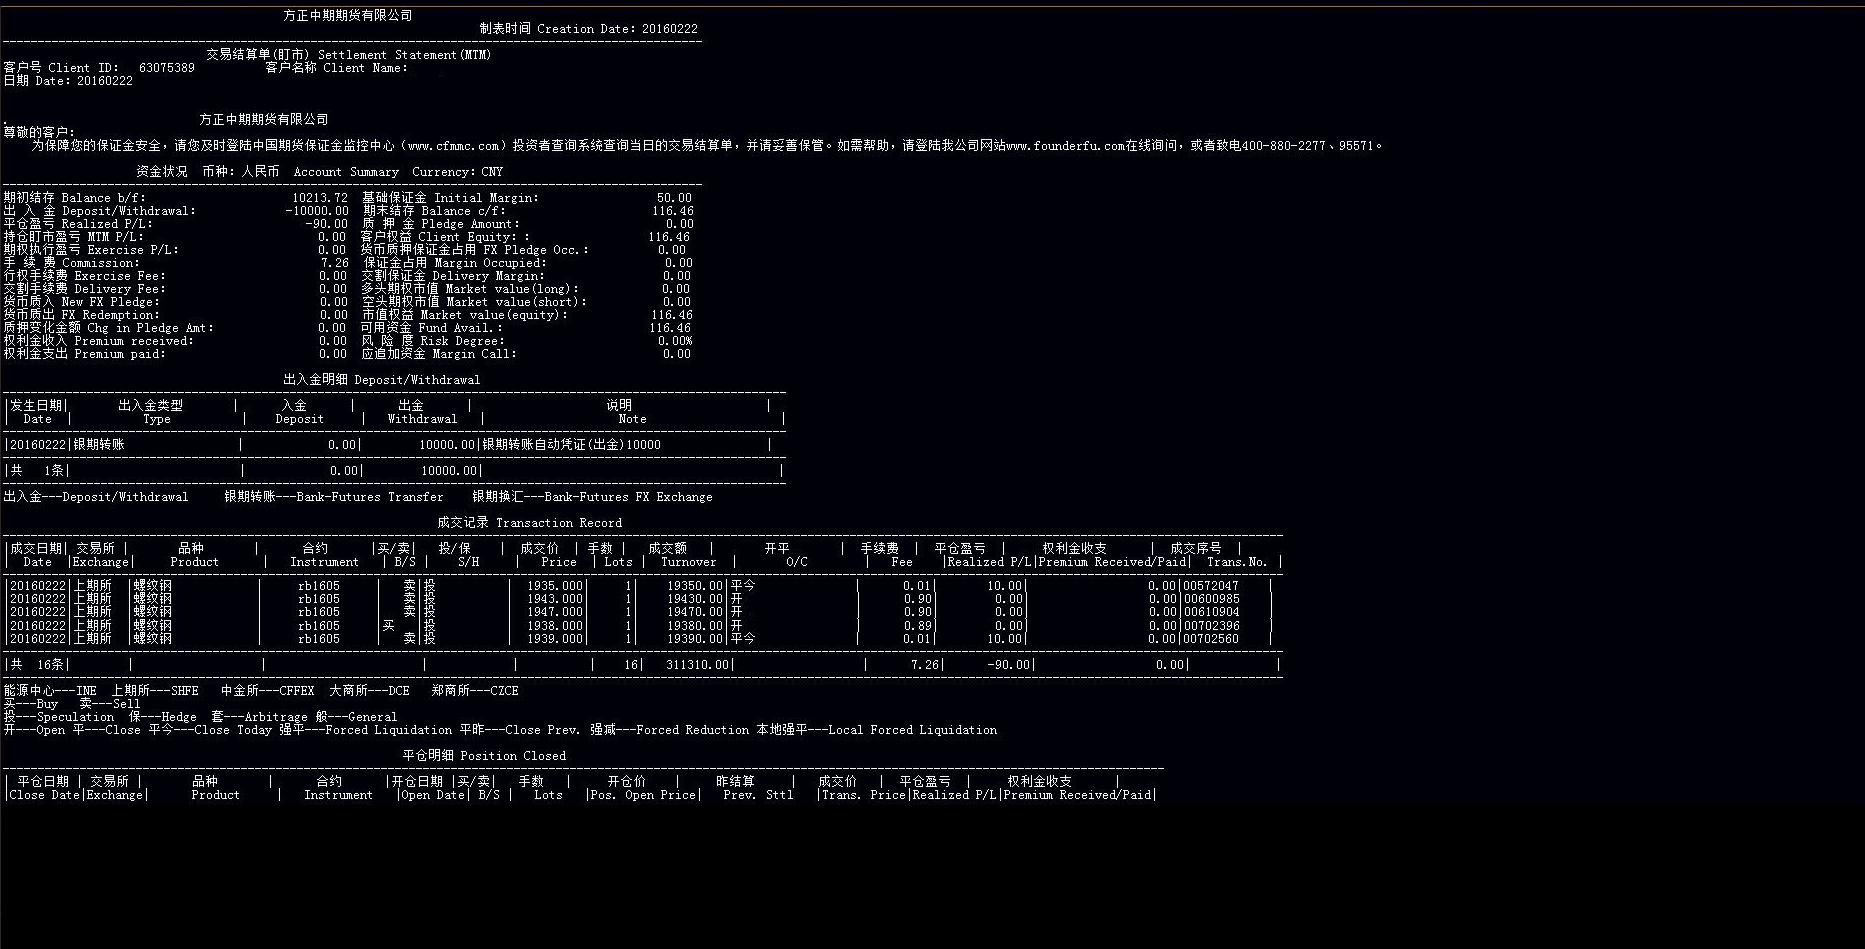 方正中期期货有限公司
制表时间 Creation Date: 20160222
----------------------------------------------------------------------------------------------------
交易结算单(盯市) Settlement Statement(MTM)
客户号 Client ID: 63075389 客户名称 Client Name:
日期 Date: 20160222
. 方正中期期货有限公司
尊敬的客户:
为保障您的保证金安全，请您及时登陆中国期货保证金监控中心（www.cfmmc.com）投资者查询系统查询当日的交易结算单，并请妥善保管。如需帮助，请登陆我公司网站www.founderfu.com在线询问，或者致电400-880-2277、95571。
资金状况 币种: 人民币 Account Summary Currency: CNY
----------------------------------------------------------------------------------------------------
期初结存 Balance b/f: 10213.72 基础保证金 Initial Margin: 50.00
出 入 金 Deposit/Withdrawal: -10000.00 期末结存 Balance c/f: 116.46
平仓盈亏 Realized P/L: -90.00 质 押 金 Pledge Amount: 0.00
持仓盯市盈亏 MTM P/L: 0.00 客户权益 Client Equity: : 116.46
期权执行盈亏 Exercise P/L: 0.00 货币质押保证金占用 FX Pledge Occ.: 0.00
手 续 费 Commission: 7.26 保证金占用 Margin Occupied: 0.00
行权手续费 Exercise Fee: 0.00 交割保证金 Delivery Margin: 0.00
交割手续费 Delivery Fee: 0.00 多头期权市值 Market value(long): 0.00
货币质入 New FX Pledge: 0.00 空头期权市值 Market value(short): 0.00
货币质出 FX Redemption: 0.00 市值权益 Market value(equity): 116.46
质押变化金额 Chg in Pledge Amt: 0.00 可用资金 Fund Avail.: 116.46
权利金收入 Premium received: 0.00 风 险 度 Risk Degree: 0.00%
权利金支出 Premium paid: 0.00 应追加资金 Margin Call: 0.00
出入金明细 Deposit/Withdrawal
----------------------------------------------------------------------------------------------------------------
|发生日期| 出入金类型 | 入金 | 出金 | 说明 |
| Date | Type | Deposit | Withdrawal | Note |
----------------------------------------------------------------------------------------------------------------
|20160222|银期转账 | 0.00| 10000.00|银期转账自动凭证(出金)10000 |
----------------------------------------------------------------------------------------------------------------
|共 1条| | 0.00| 10000.00| |
----------------------------------------------------------------------------------------------------------------
出入金---Deposit/Withdrawal 银期转账---Bank-Futures Transfer 银期换汇---Bank-Futures FX Exchange
成交记录 Transaction Record
----------------------------------------------------------------------------------------------------------------
|成交日期| 交易所 | 品种 | 合约 |买/卖| 投/保 | 成交价 | 手数 | 成交额 | 开平 | 手续费 | 平仓盈亏 | 权利金收支 | 成交序号 |
| Date |Exchange| Product | Instrument | B/S | S/H | Price | Lots | Turnover | O/C | Fee |Realized P/L|Premium Received/Paid| Trans.No. |
----------------------------------------------------------------------------------------------------------------
|20160222|上期所 |螺纹钢 | rb1605 | 卖|投 | 1935.000| 1| 19350.00|平今 | 0.01| 10.00| 0.00|00572047 |
|20160222|上期所 |螺纹钢 | rb1605 | 卖|投 | 1943.000| 1| 19430.00|开 | 0.90| 0.00| 0.00|00600985 |
|20160222|上期所 |螺纹钢 | rb1605 | 卖|投 | 1947.000| 1| 19470.00|开 | 0.90| 0.00| 0.00|00610904 |
|20160222|上期所 |螺纹钢 | rb1605 |买 |投 | 1938.000| 1| 19380.00|开 | 0.89| 0.00| 0.00|00702396 |
|20160222|上期所 |螺纹钢 | rb1605 | 卖|投 | 1939.000| 1| 19390.00|平今 | 0.01| 10.00| 0.00|00702560 |
----------------------------------------------------------------------------------------------------------------
|共 16条| | | | | | 16| 311310.00| | 7.26| -90.00| 0.00| |
----------------------------------------------------------------------------------------------------------------
能源中心---INE 上期所---SHFE 中金所---CFFEX 大商所---DCE 郑商所---CZCE
买---Buy 卖---Sell
投---Speculation 保---Hedge 套---Arbitrage 般---General
开---Open 平---Close 平今---Close Today 强平---Forced Liquidation 平昨---Close Prev. 强减---Forced Reduction 本地强平---Local Forced Liquidation
平仓明细 Position Closed
----------------------------------------------------------------------------------------------------------------
| 平仓日期 | 交易所 | 品种 | 合约 |开仓日期 |买/卖| 手数 | 开仓价 | 昨结算 | 成交价 | 平仓盈亏 | 权利金收支 |
|Close Date|Exchange| Product | Instrument |Open Date| B/S | Lots |Pos. Open Price| Prev. Sttl |Trans. Price|Realized P/L|Premium Received/Paid|